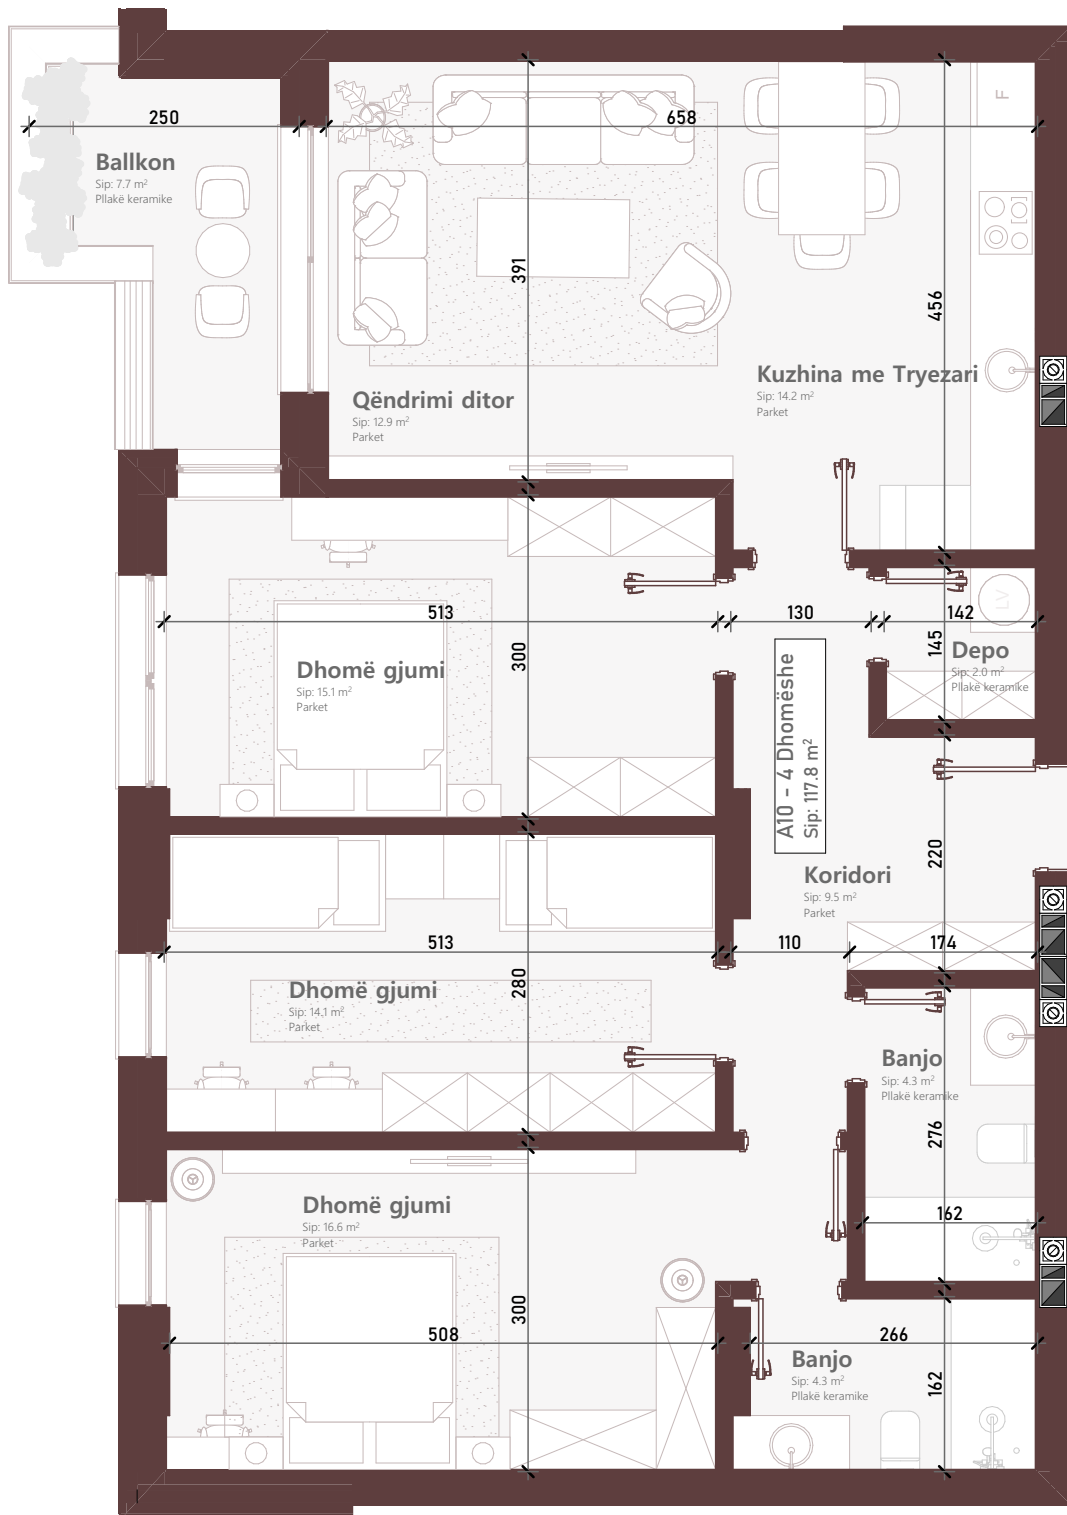 F
250
658
Ballkon
Sip: 7.7 m²
Pllakë keramike
391
456
Kuzhina me Tryezari
Sip: 14.2 m²
Parket
Qëndrimi ditor
Sip: 12.9 m²
Parket
513
130
142
LV
300
145
Depo
Sip: 2.0 m²
Pllakë keramike
Dhomë gjumi
Sip: 15.1 m²
Parket
A10 - 4 Dhomëshe
Sip: 117.8 m²
220
Koridori
Sip: 9.5 m²
Parket
513
110
174
280
Dhomë gjumi
Sip: 14.1 m²
Parket
Banjo
Sip: 4.3 m²
Pllakë keramike
276
162
Dhomë gjumi
Sip: 16.6 m²
Parket
300
508
266
Banjo
Sip: 4.3 m²
Pllakë keramike
162